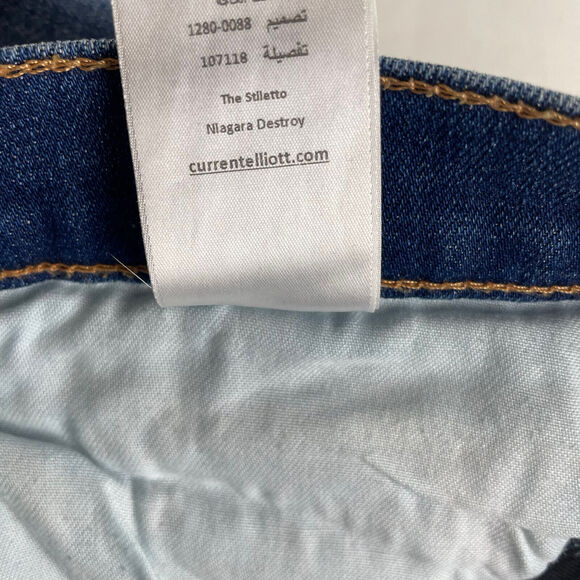 1280-0088 تصميم
107118 تفصيلة
The Stiletto
Niagara Destroy
currentelliott.com